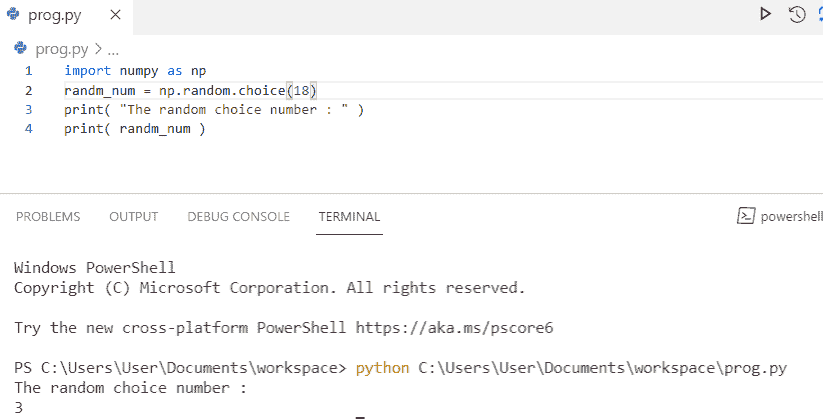 prog.py ×
prog.py > ...
1 import numpy as np
2 randm_num = np.random.choice(18)
3 print( "The random choice number : " )
4 print( randm_num )
PROBLEMS OUTPUT DEBUG CONSOLE TERMINAL powershell
Windows PowerShell
Copyright (C) Microsoft Corporation. All rights reserved.
Try the new cross-platform PowerShell https://aka.ms/pscore6
PS C:\Users\User\Documents\workspace> python C:\Users\User\Documents\workspace\prog.py
The random choice number :
3